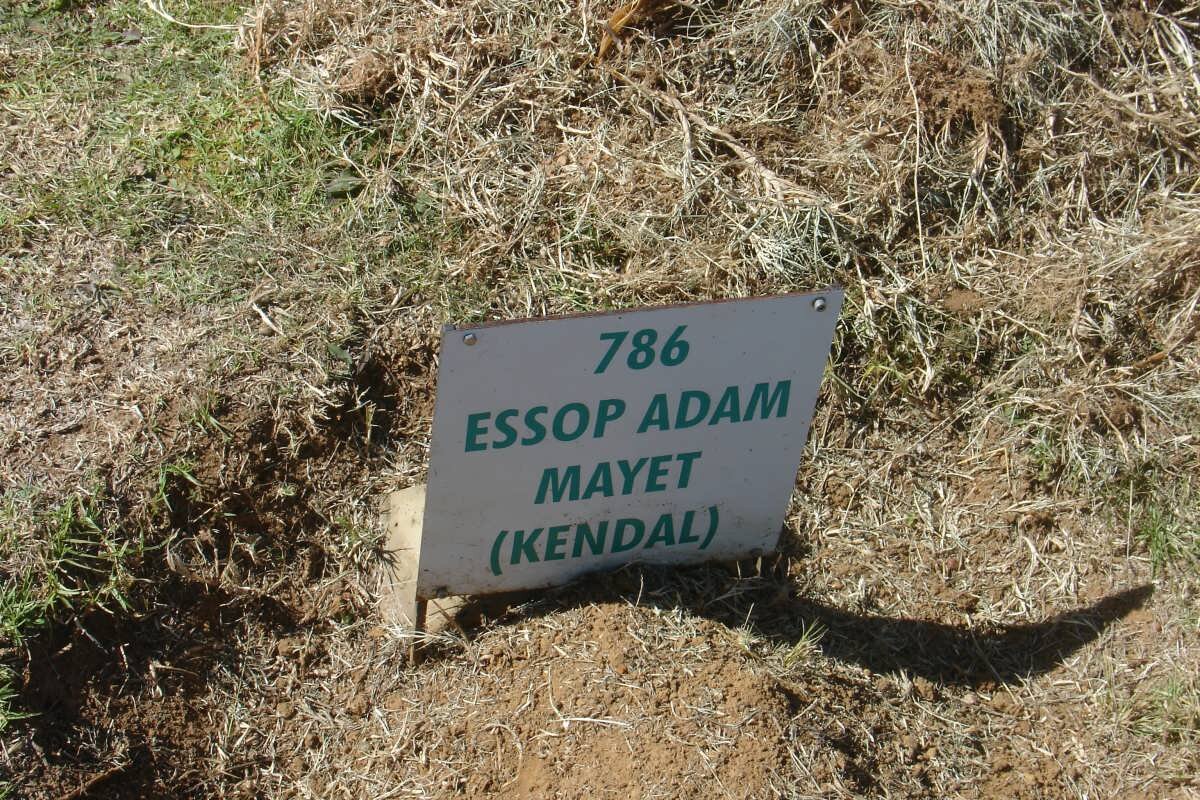 786
ESSOP ADAM
MAYET
(KENDAL)